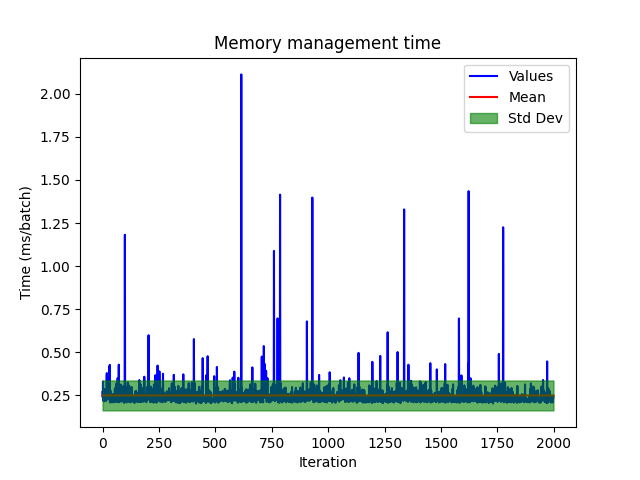 Memory management time
Values
Mean
Std Dev
Time (ms/batch)
2.00
1.75
1.50
1.25
1.00
0.75
0.50
0.25
0 250 500 750 1000 1250 1500 1750 2000
Iteration